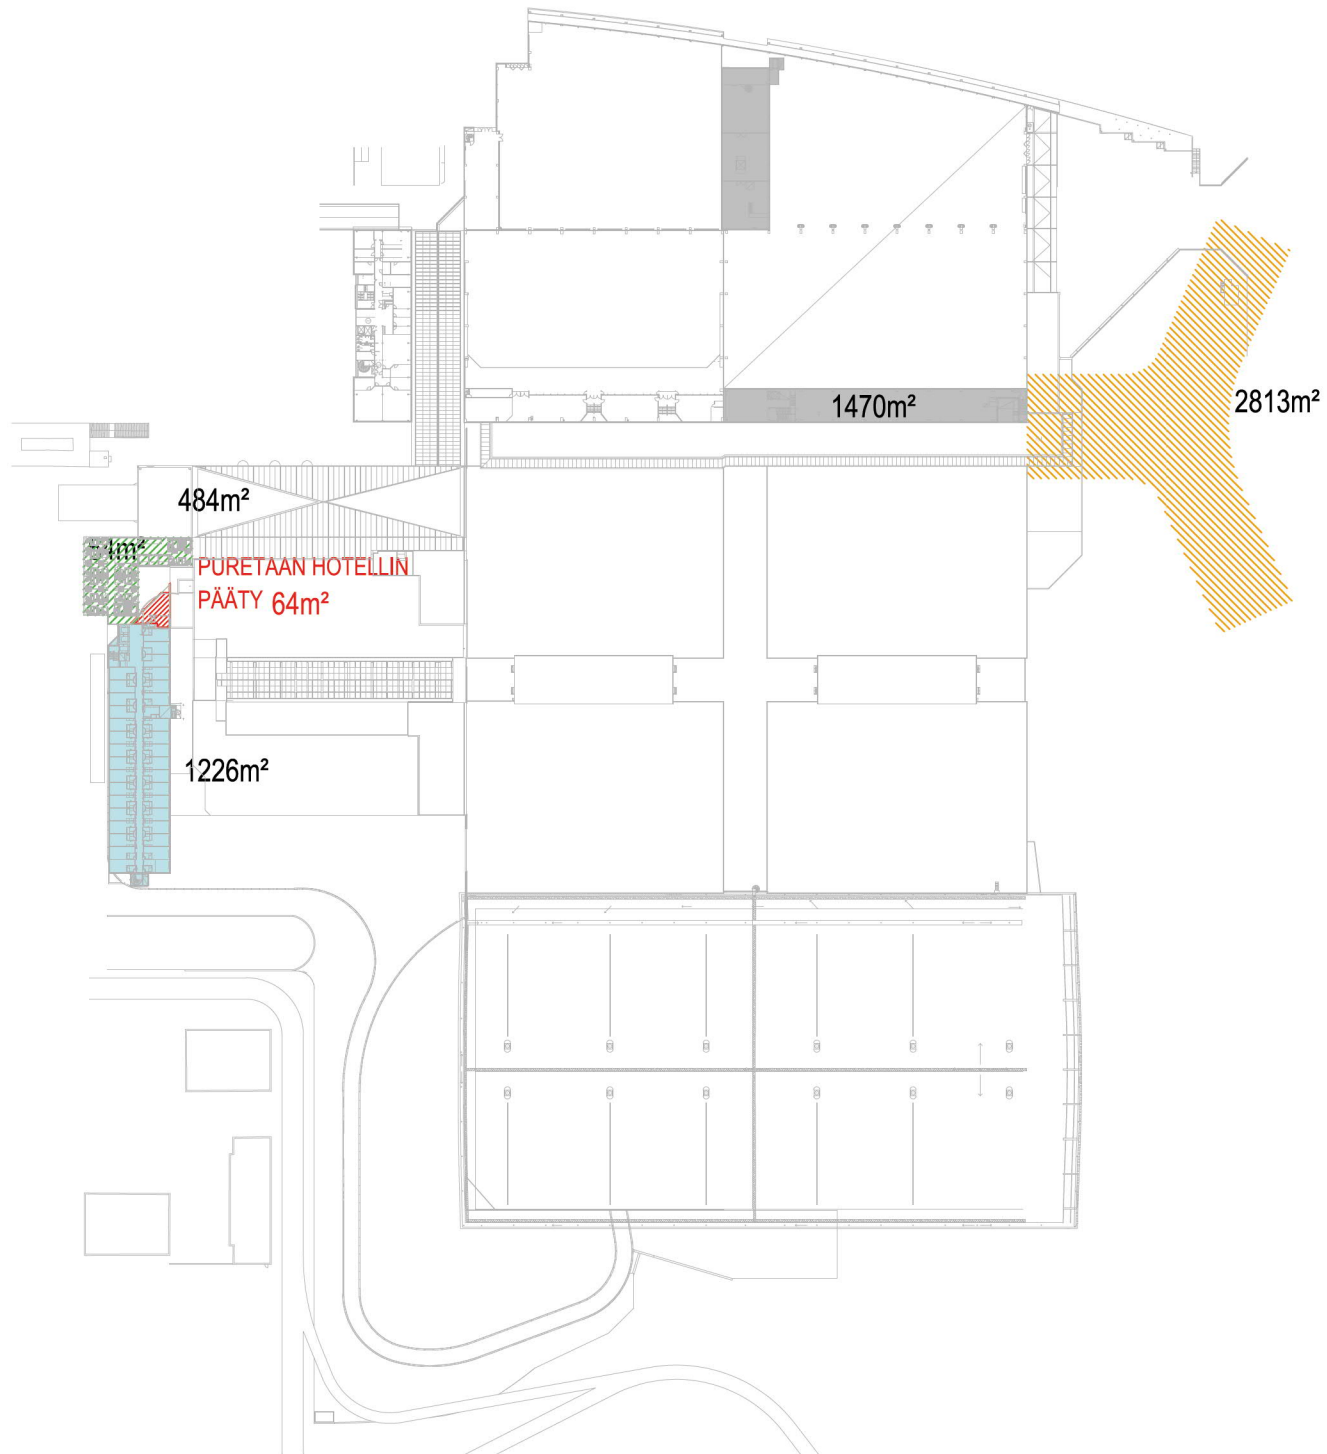 1470m²
2813m²
484m²
PURETAAN HOTELLIN
PÄÄTY 64m²
1226m²